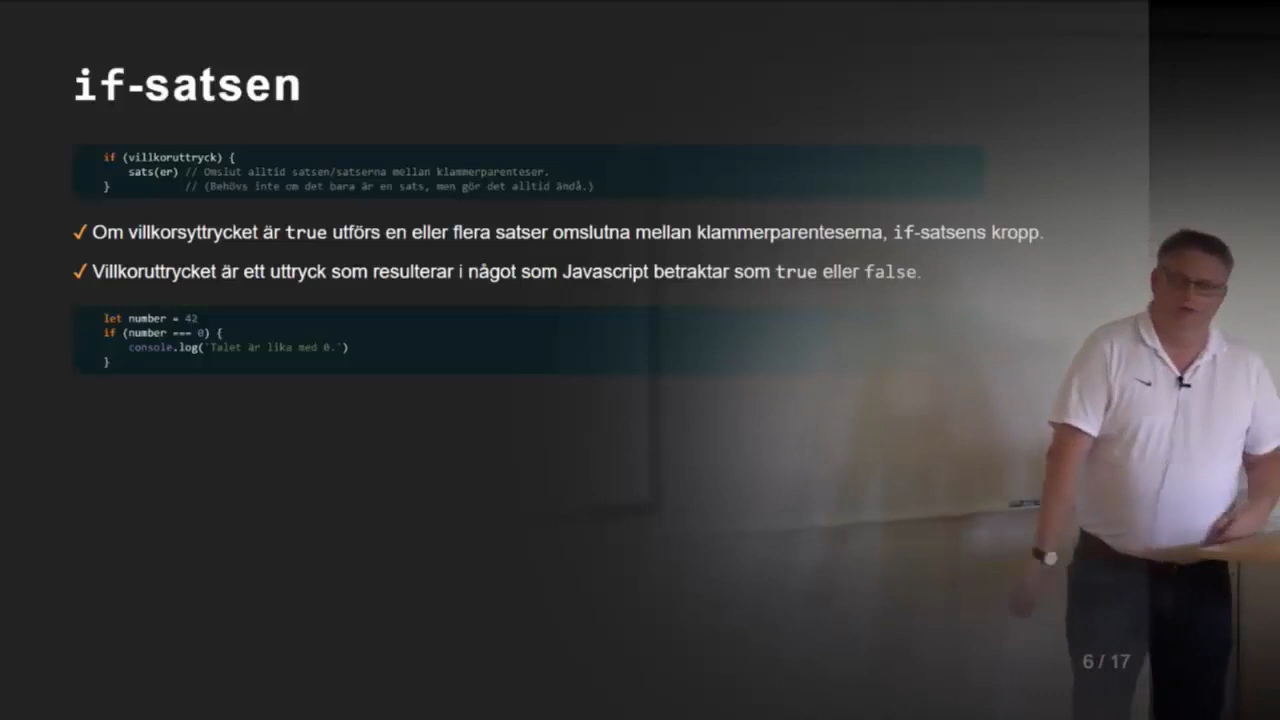 if-satsen
if (villkoruttryck) {
sats(er) // Omslut alltid satsen/satserna mellan klammerparenteser.
} // (Behövs inte om det bara är en sats, men gör det alltid ändå.)
✓ Om villkorsyttrycket är true utförs en eller flera satser omslutna mellan klammerparenteserna, if-satsens kropp.
✓ Villkoruttrycket är ett uttryck som resulterar i något som Javascript betraktar som true eller false.
let number = 42
if (number === 0) {
console.log('Talet är lika med 0.')
}
6 / 17